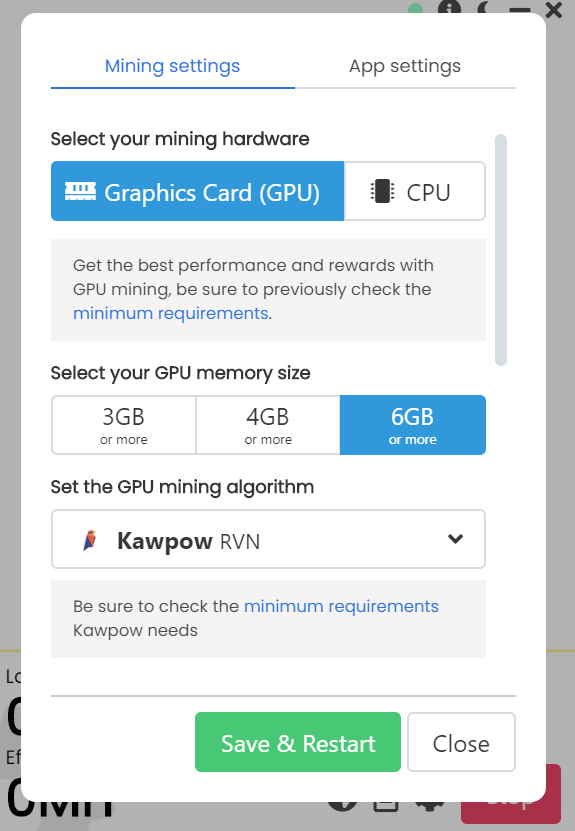 Mining settings
App settings
Select your mining hardware
Graphics Card (GPU)
CPU
Get the best performance and rewards with
GPU mining, be sure to previously check the
minimum requirements.
Select your GPU memory size
3GB
or more
4GB
or more
6GB
or more
Set the GPU mining algorithm
Kawpow RVN
Be sure to check the minimum requirements
Kawpow needs
Save & Restart
Close